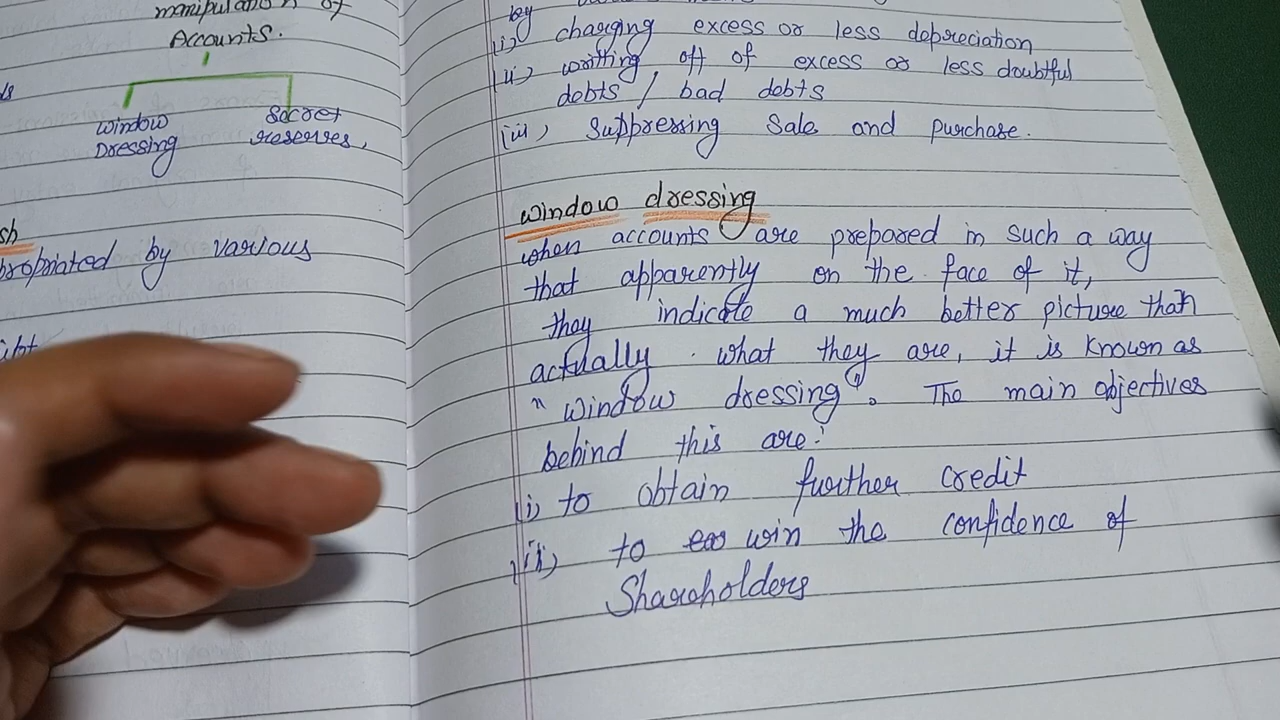 manipulation of
Accounts.
window
Dressing
Secret
reserves,
propriated by various
by
(i) charging excess or less depreciation
(ii) writting off of excess or less doubtful
debts / bad debts
(iii) Suppressing Sale and purchase.
window dressing
when accounts are prepared in such a way
that apparently on the face of it,
they indicate a much better picture than
actually what they are, it is known as
"window dressing". The main objectives
behind this are:
(i) to obtain further credit
(ii) to win the confidence of
Shareholders